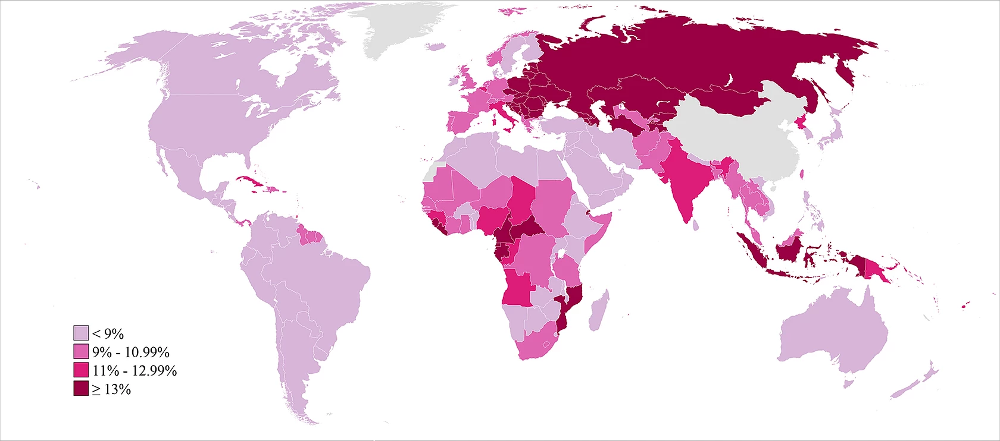 < 9%
9% - 10.99%
11% - 12.99%
≥ 13%